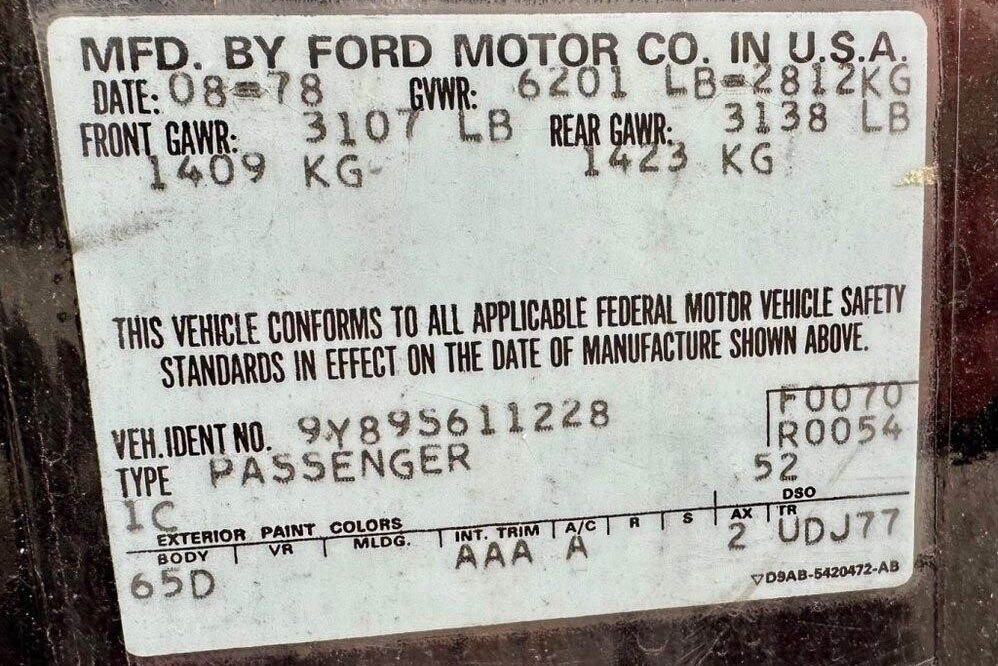 MFD. BY FORD MOTOR CO. IN U.S.A.
DATE: 08=78 GVWR: 6201 LB=2812KG
FRONT GAWR: 3107 LB REAR GAWR: 3138 LB
1409 KG 1423 KG
THIS VEHICLE CONFORMS TO ALL APPLICABLE FEDERAL MOTOR VEHICLE SAFETY
STANDARDS IN EFFECT ON THE DATE OF MANUFACTURE SHOWN ABOVE.
F0070
VEH. IDENT NO. 9Y89S611228 R0054
TYPE PASSENGER 52
1C DSO
EXTERIOR PAINT COLORS
BODY VR MLDG. INT. TRIM A/C R S AX TR
65D AAA A 2 UDJ77
▽D9AB-5420472-AB